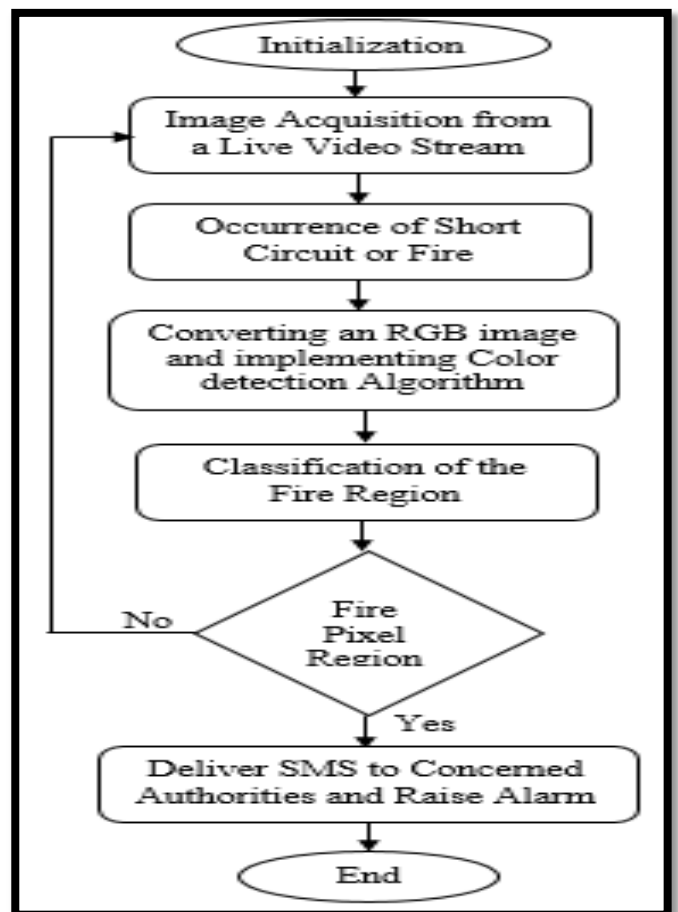 Initialization
Image Acquisition from
a Live Video Stream
Occurrence of Short
Circuit or Fire
Converting an RGB image
and implementing Color
detection Algorithm
Classification of the
Fire Region
Fire
Pixel
Region
No
Yes
Deliver SMS to Concerned
Authorities and Raise Alarm
End